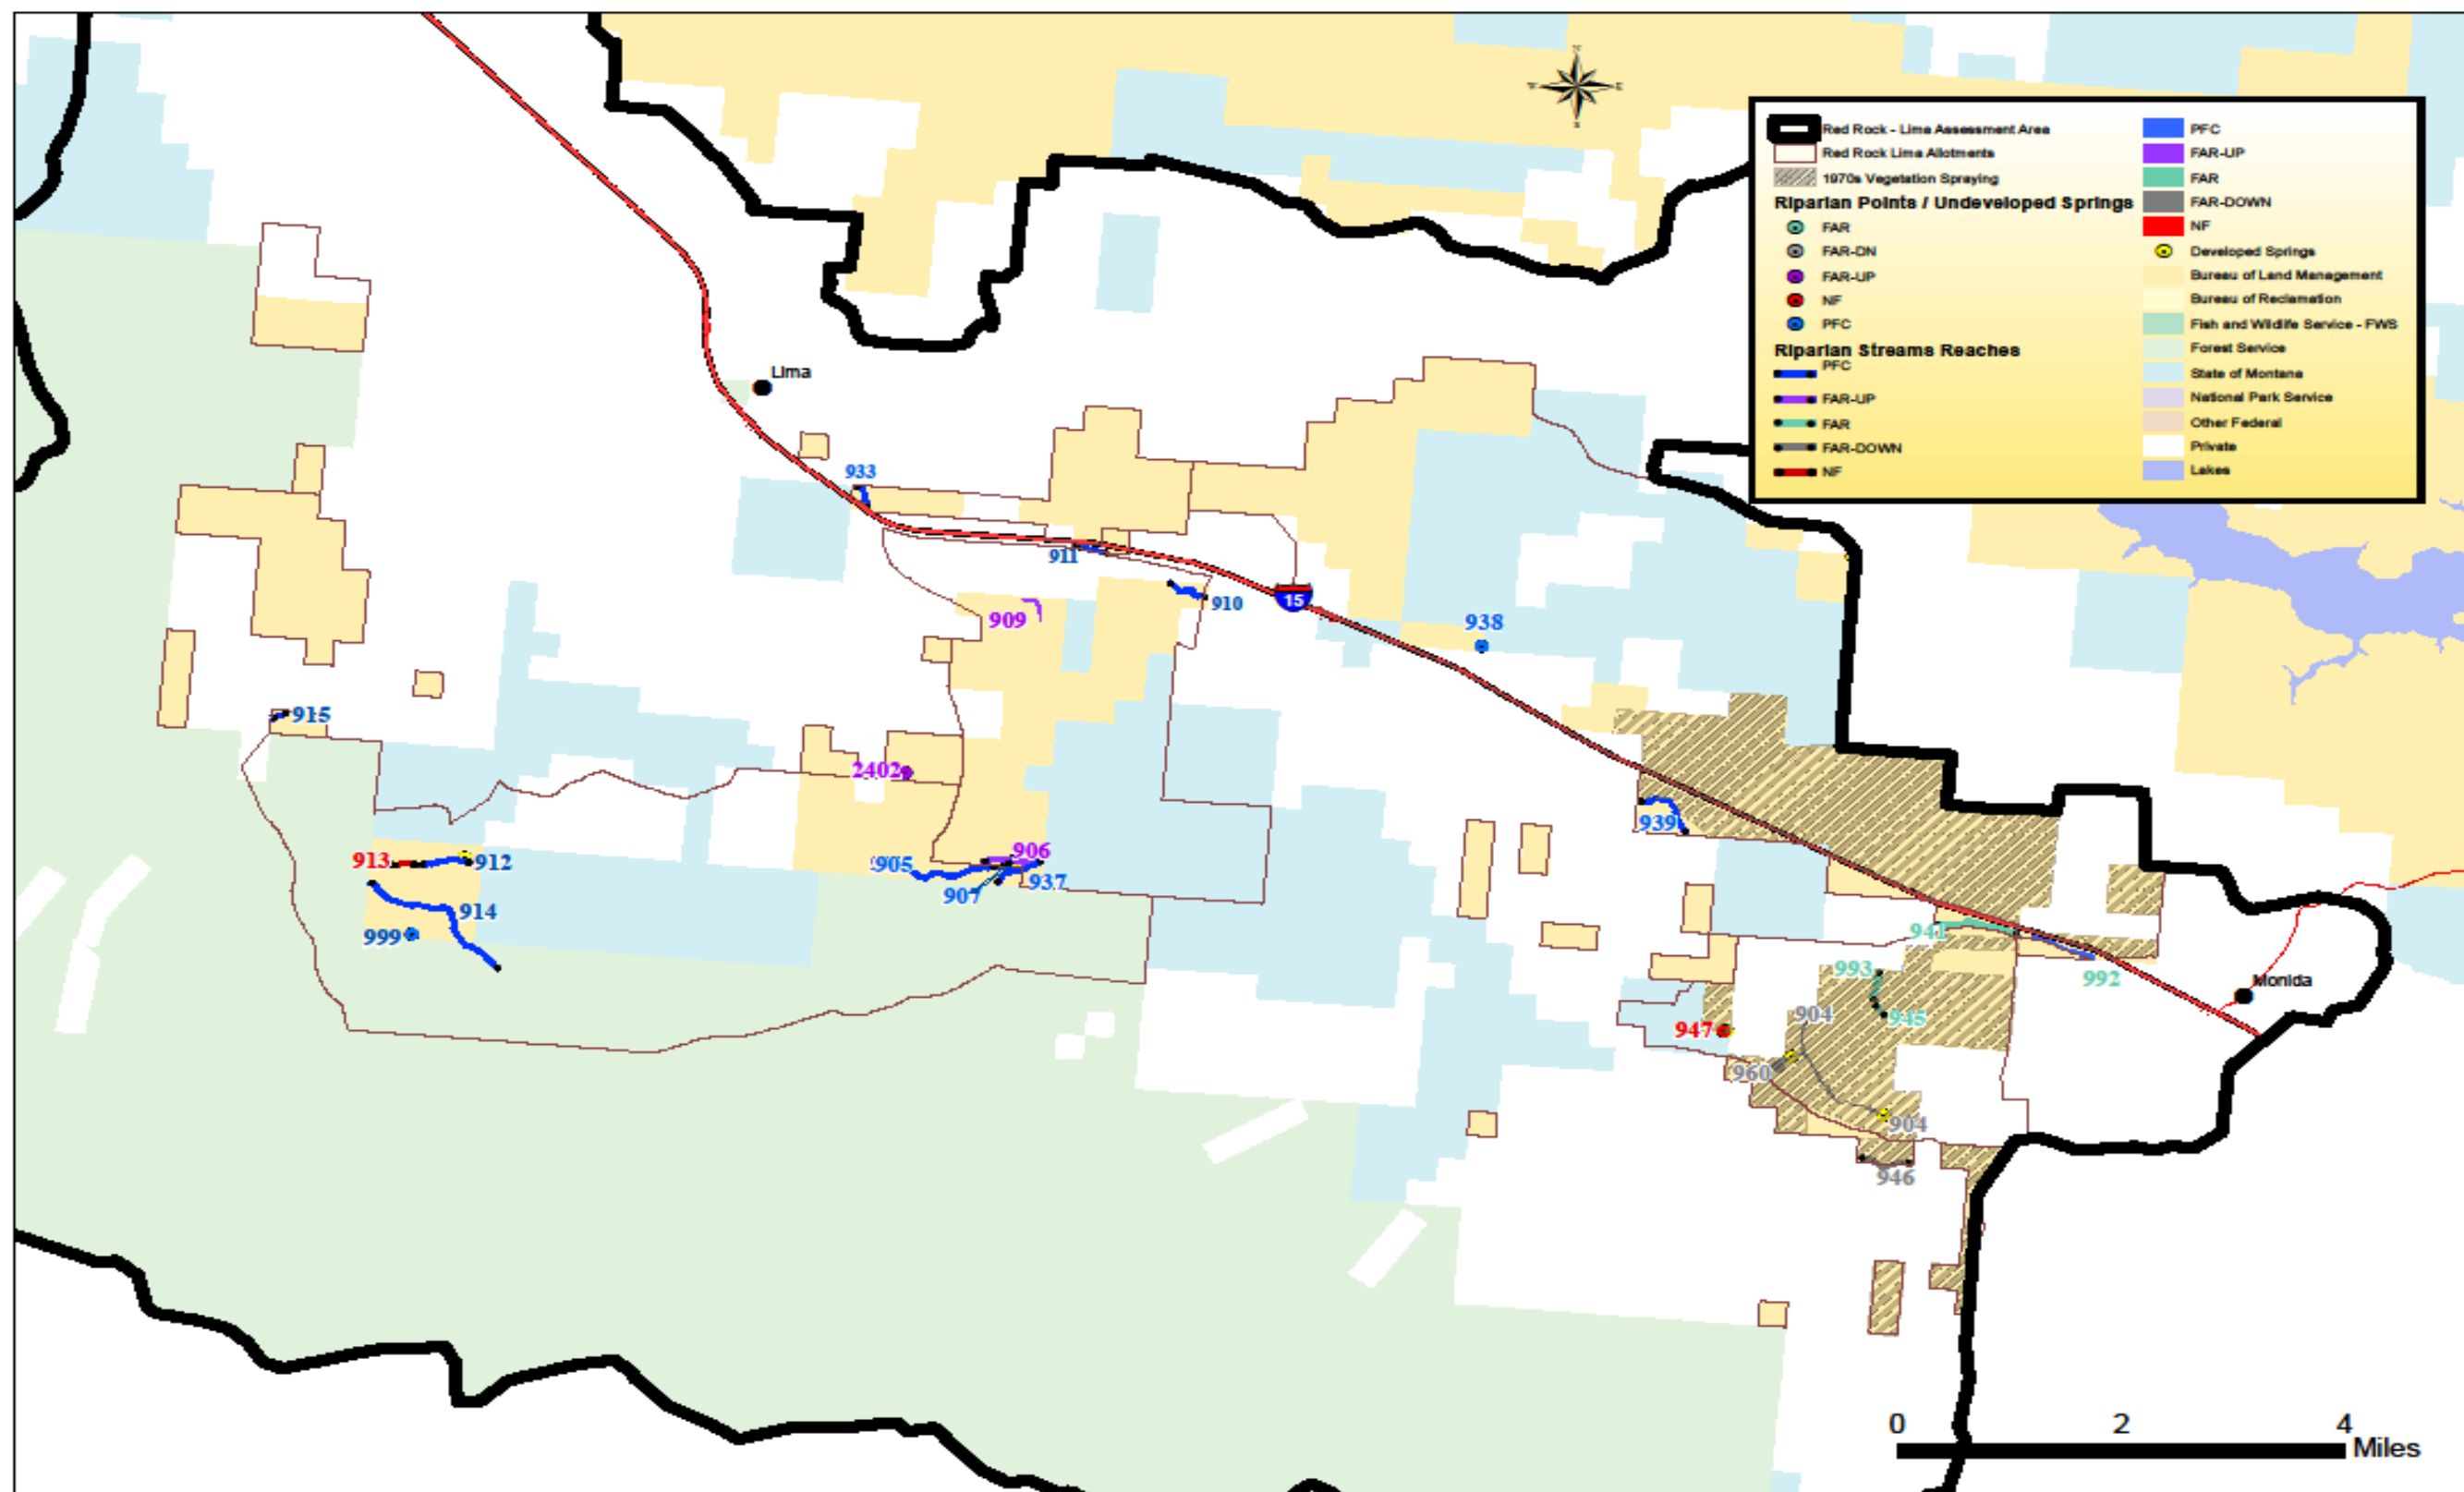 N
W
E
S
Red Rock - Lima Assessment Area
Red Rock Lima Allotments
1970s Vegetation Spraying
Riparian Points / Undeveloped Springs
FAR
FAR-DN
FAR-UP
NF
PFC
Riparian Streams Reaches
PFC
FAR-UP
FAR
FAR-DOWN
NF
PFC
FAR-UP
FAR
FAR-DOWN
NF
Developed Springs
Bureau of Land Management
Bureau of Reclamation
Fish and Wildlife Service - FWS
Forest Service
State of Montana
National Park Service
Other Federal
Private
Lakes
Lima
933
911
910
15
909
938
915
2402
939
913
912
905
906
907
937
914
999
941
992
993
Monida
945
904
947
960
904
946
0
2
4
Miles